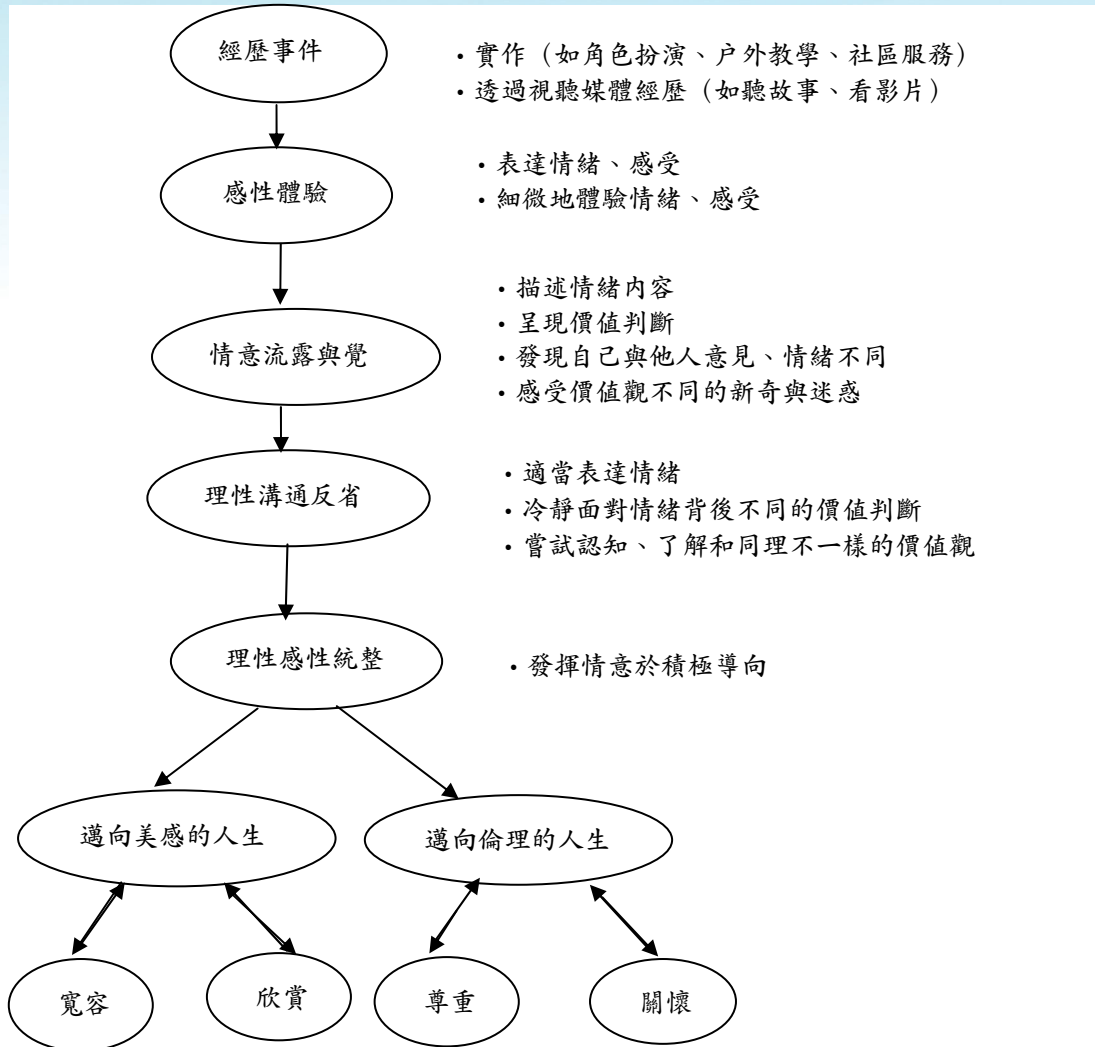 經歷事件
•實作（如角色扮演、户外教學、社區服務）
•透過視聽媒體經歷（如聽故事、看影片）
感性體驗
•表達情緒、感受
•細微地體驗情緒、感受
情意流露與覺
•描述情緒内容
•呈現價值判斷
•發現自己與他人意見、情緒不同
•感受價值觀不同的新奇與迷惑
理性溝通反省
•適當表達情緒
•冷靜面對情緒背後不同的價值判斷
•嘗試認知、了解和同理不一樣的價值觀
理性感性統整
•發揮情意於積極導向
邁向美感的人生
邁向倫理的人生
寬容
欣賞
尊重
關懷